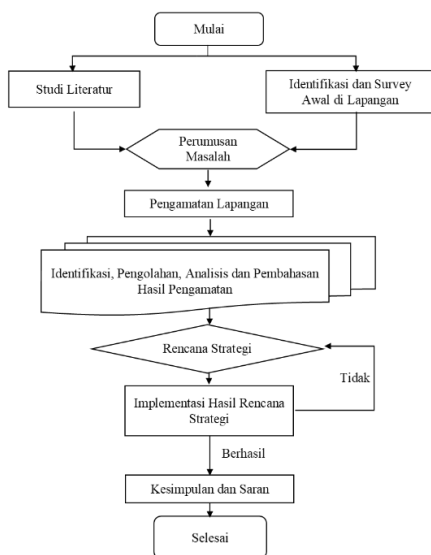 Mulai
Studi Literatur
Identifikasi dan Survey
Awal di Lapangan
Perumusan
Masalah
Pengamatan Lapangan
Identifikasi, Pengolahan, Analisis dan Pembahasan
Hasil Pengamatan
Rencana Strategi
Tidak
Implementasi Hasil Rencana
Strategi
Berhasil
Kesimpulan dan Saran
Selesai